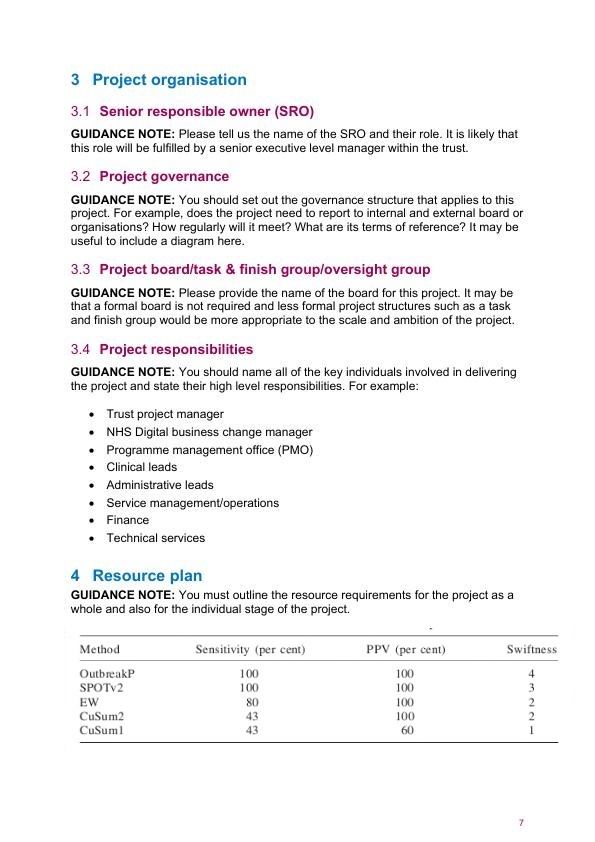 3 Project organisation
3.1 Senior responsible owner (SRO)
GUIDANCE NOTE: Please tell us the name of the SRO and their role. It is likely that
this role will be fulfilled by a senior executive level manager within the trust.
3.2 Project governance
GUIDANCE NOTE: You should set out the governance structure that applies to this
project. For example, does the project need to report to internal and external board or
organisations? How regularly will it meet? What are its terms of reference? It may be
useful to include a diagram here.
3.3 Project board/task & finish group/oversight group
GUIDANCE NOTE: Please provide the name of the board for this project. It may be
that a formal board is not required and less formal project structures such as a task
and finish group would be more appropriate to the scale and ambition of the project.
3.4 Project responsibilities
GUIDANCE NOTE: You should name all of the key individuals involved in delivering
the project and state their high level responsibilities. For example:
• Trust project manager
• NHS Digital business change manager
• Programme management office (PMO)
• Clinical leads
• Administrative leads
• Service management/operations
• Finance
• Technical services
4 Resource plan
GUIDANCE NOTE: You must outline the resource requirements for the project as a
whole and also for the individual stage of the project.
Method Sensitivity (per cent) PPV (per cent) Swiftness
OutbreakP 100 100 4
SPOTv2 100 100 3
EW 80 100 2
CuSum2 43 100 2
CuSum1 43 60 1
7